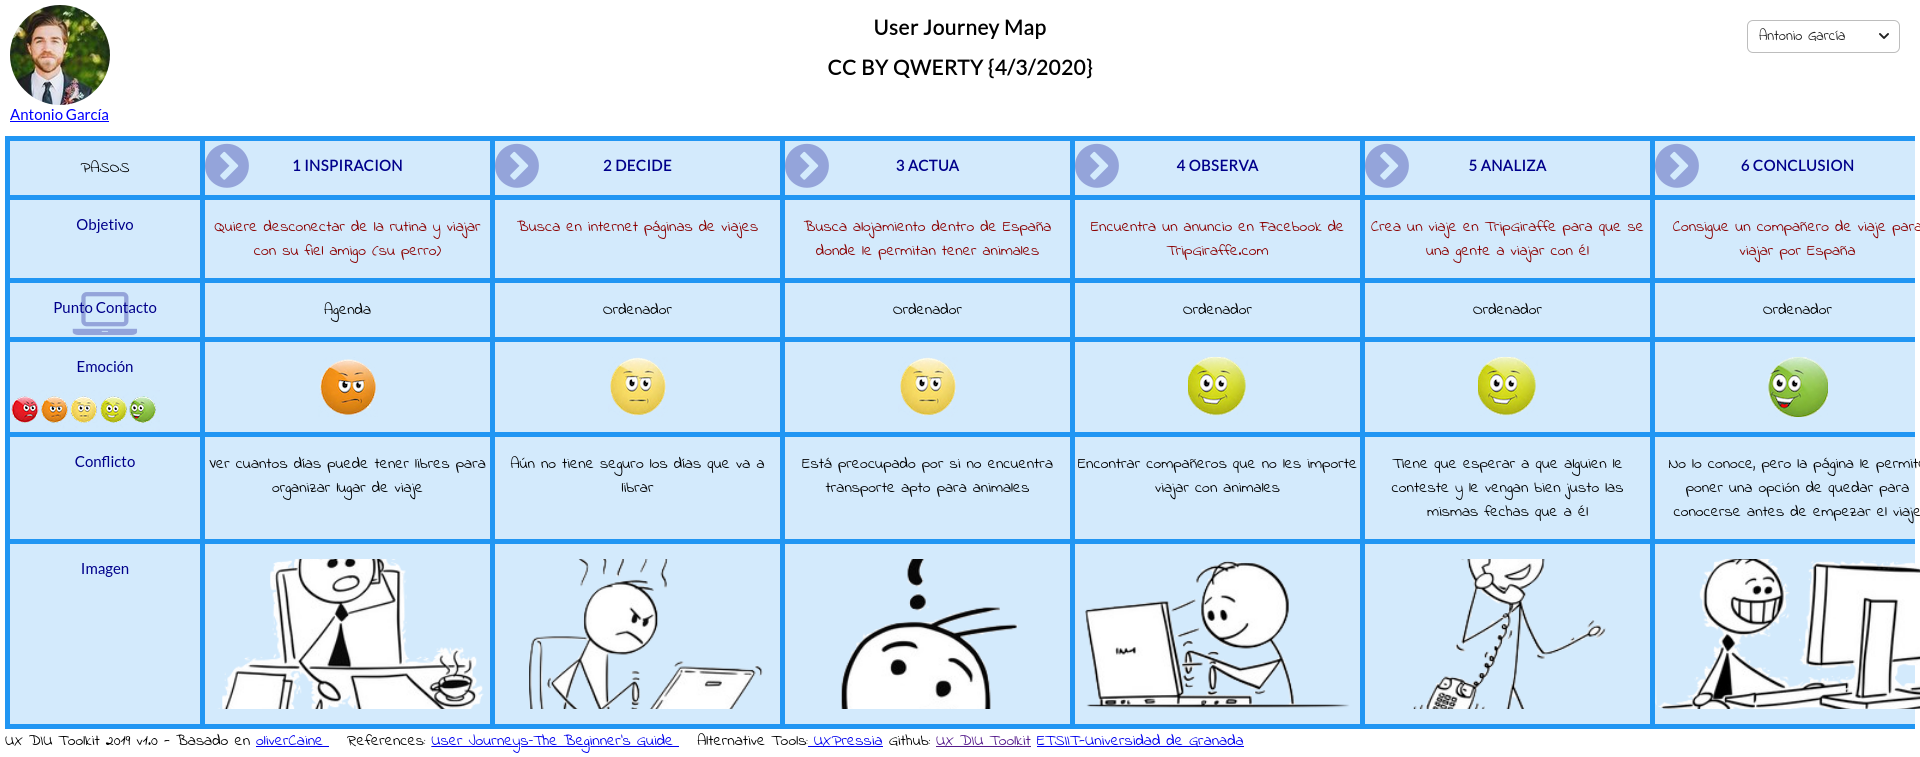 User Journey Map
CC BY QWERTY {4/3/2020}
Antonio García
Antonio García
PASOS
1 INSPIRACION
2 DECIDE
3 ACTUA
4 OBSERVA
5 ANALIZA
6 CONCLUSION
Objetivo
Quiere desconectar de la rutina y viajar
con su fiel amigo (su perro)
Busca en internet páginas de viajes
Busca alojamiento dentro de España
donde le permitan tener animales
Encuentra un anuncio en Facebook de
TripGiraffe.com
Crea un viaje en TripGiraffe para que se
una gente a viajar con él
Consigue un compañero de viaje para
viajar por España
Punto Contacto
Agenda
Ordenador
Ordenador
Ordenador
Ordenador
Ordenador
Emoción
Conflicto
Ver cuantos días puede tener libres para
organizar lugar de viaje
Aún no tiene seguro los días que va a
librar
Está preocupado por si no encuentra
transporte apto para animales
Encontrar compañeros que no les importe
viajar con animales
Tiene que esperar a que alguien le
conteste y le vengan bien justo las
mismas fechas que a él
No lo conoce, pero la página le permite
poner una opción de quedar para
conocerse antes de empezar el viaje
Imagen
UX DIU Toolkit 2019 v1.0 - Basado en oliverCaine References: User Journeys-The Beginner's Guide Alternative Tools: UXPressia Github: UX DIU Toolkit ETSIIT-Universidad de Granada